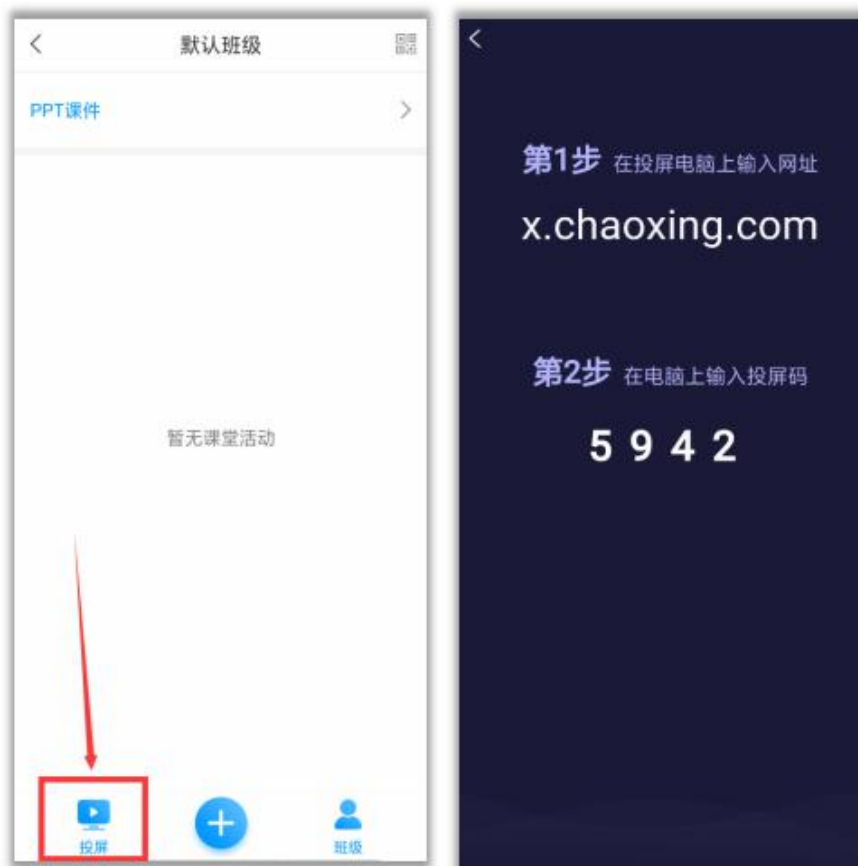 默认班级
PPT课件
暂无课堂活动
投屏
班级
第1步 在投屏电脑上输入网址
x.chaoxing.com
第2步 在电脑上输入投屏码
5 9 4 2